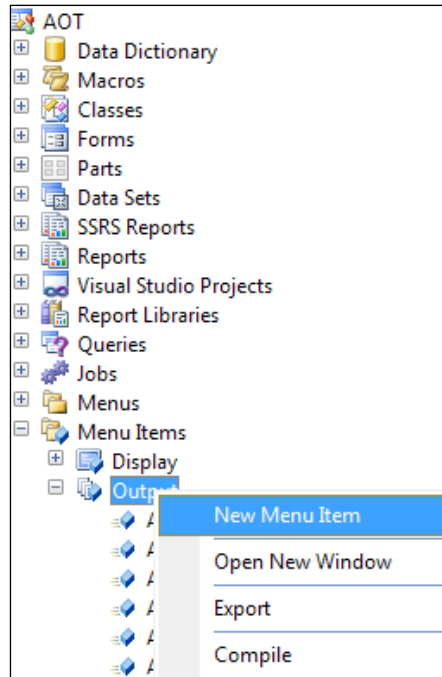 AOT
Data Dictionary
Macros
Classes
Forms
Parts
Data Sets
SSRS Reports
Reports
Visual Studio Projects
Report Libraries
Queries
Jobs
Menus
Menu Items
Display
Output
New Menu Item
Open New Window
Export
Compile